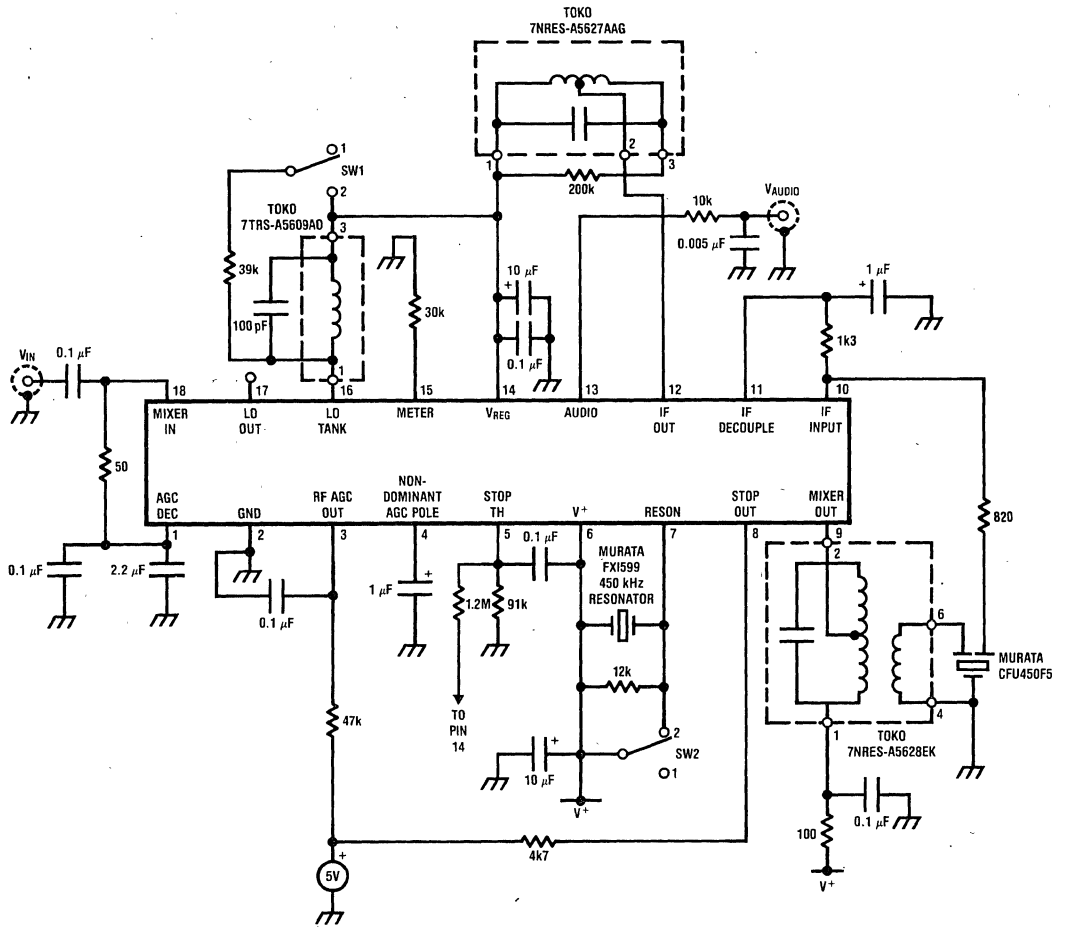 TOKO
7NRES-A5627AAG
1
2
3
200k
1
SW1
2
TOKO
7TRS-A5609AO
3
39k
100 pF
1
30k
10 µF
+
0.1 µF
10k
VAUDIO
0.005 µF
1 µF
+
1k3
VIN
0.1 µF
50
18
17
16
15
14
13
12
11
10
MIXER
IN
LO
OUT
LO
TANK
METER
VREG
AUDIO
IF
OUT
IF
DECOUPLE
IF
INPUT
AGC
DEC
GND
RF AGC
OUT
NON-
DOMINANT
AGC POLE
STOP
TH
V+
RESON
STOP
OUT
MIXER
OUT
1
2
3
4
5
6
7
8
9
0.1 µF
2.2 µF
0.1 µF
1 µF
+
1.2M
91k
0.1 µF
MURATA
FXI599
450 kHz
RESONATOR
12k
TO
PIN
14
47k
10 µF
+
2
SW2
1
V+
820
2
6
4
1
MURATA
CFU450F5
TOKO
7NRES-A5628EK
0.1 µF
100
V+
4k7
+
5V